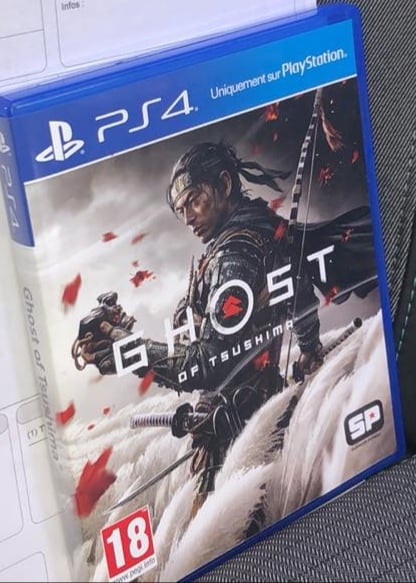 Infos :
PS4
Uniquement sur PlayStation.
PS4
GHOST
OF TSUSHIMA
Ghost of Tsushima
SP
18
www.pegi.info